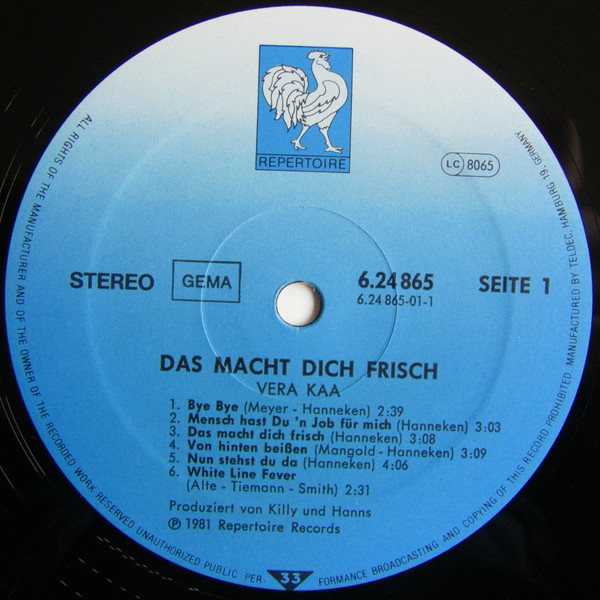 REPERTOIRE
LC 8065
STEREO
GEMA
6.24 865
6.24 865-01-1
SEITE 1
DAS MACHT DICH FRISCH
VERA KAA
1. Bye Bye (Meyer - Hanneken) 2:39
2. Mensch hast Du 'n Job für mich (Hanneken) 3:03
3. Das macht dich frisch (Hanneken) 3:08
4. Von hinten beißen (Mangold - Hanneken) 3:09
5. Nun stehst du da (Hanneken) 4:06
6. White Line Fever
(Alte - Tiemann - Smith) 2:31
Produziert von Killy und Hanns
℗ 1981 Repertoire Records
ALL RIGHTS OF THE MANUFACTURER AND OF THE OWNER OF THE RECORDED WORK RESERVED UNAUTHORIZED PUBLIC PER
33
FORMANCE BROADCASTING AND COPYING OF THIS RECORD PROHIBITED. MANUFACTURED BY TELDEC, HAMBURG 19, GERMANY